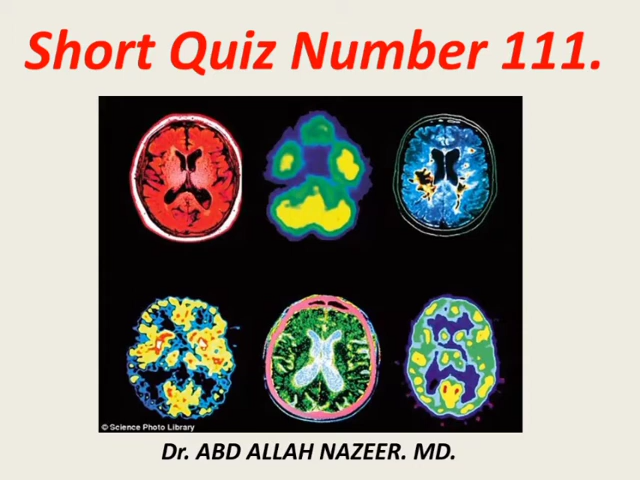 Short Quiz Number 111.
© Science Photo Library
Dr. ABD ALLAH NAZEER. MD.